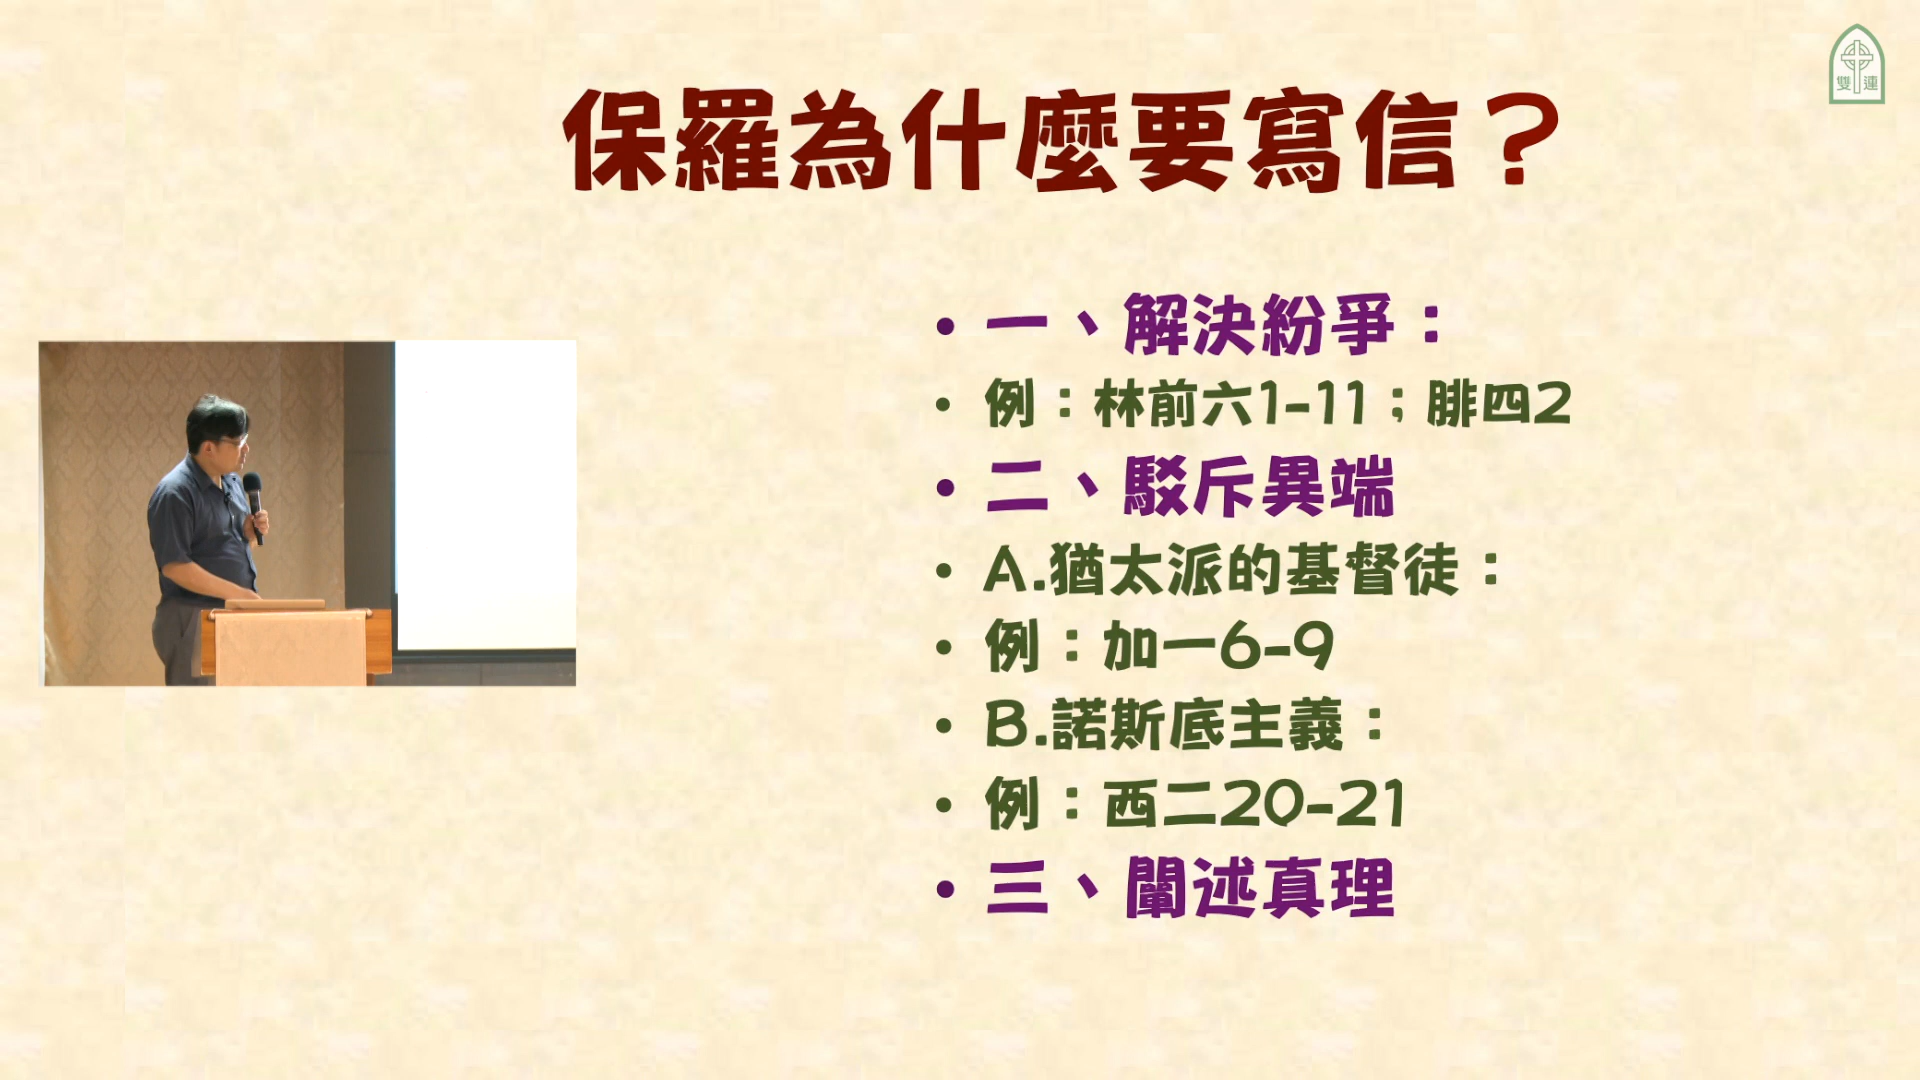 雙連
保羅為什麼要寫信？
一、解決紛爭：
例：林前六1-11；腓四2
二、駁斥異端
A.猶太派的基督徒：
例：加一6-9
B.諾斯底主義：
例：西二20-21
三、闡述真理